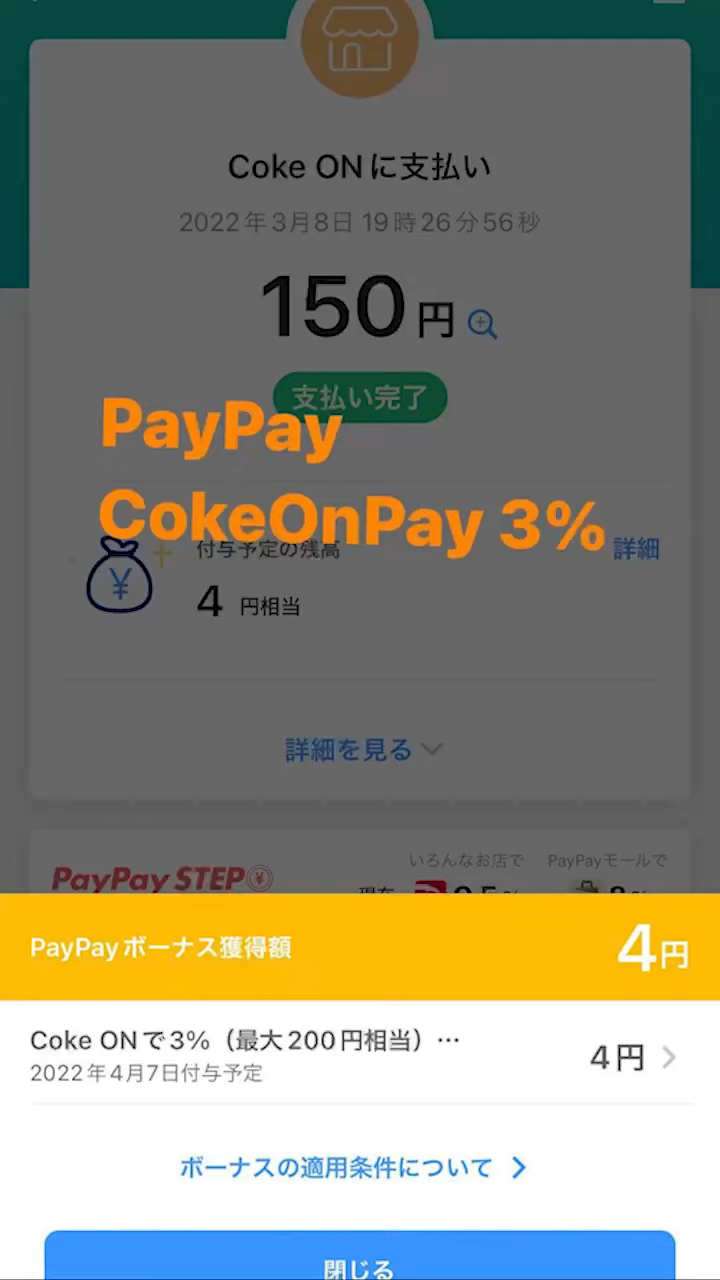 Coke ONに支払い
2022年3月8日 19時26分56秒
150円
支払い完了
PayPay
CokeOnPay 3%
付与予定の残高
詳細
4 円相当
詳細を見る
いろんなお店で PayPayモールで
PayPay STEP
現在
PayPayボーナス獲得額
4円
Coke ONで3%（最大200円相当）…
4円
2022年4月7日付与予定
ボーナスの適用条件について
閉じる